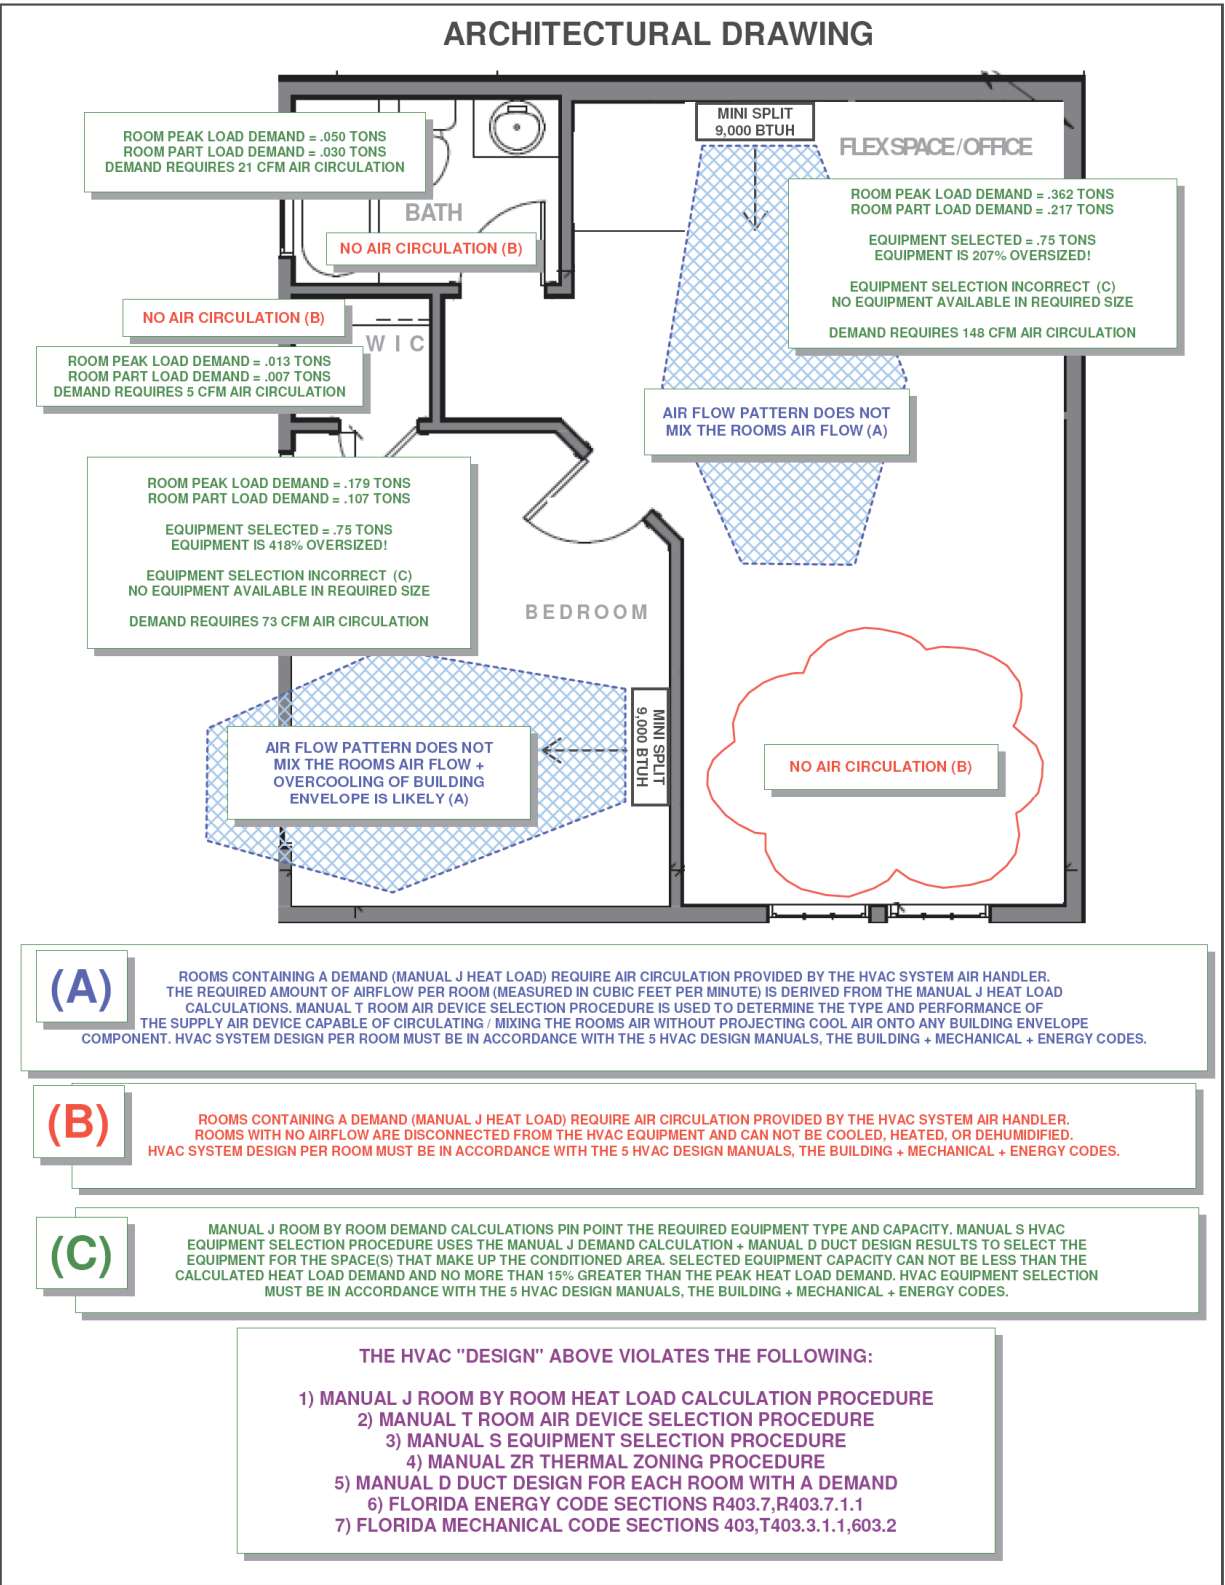 ARCHITECTURAL DRAWING
ROOM PEAK LOAD DEMAND = .050 TONS
ROOM PART LOAD DEMAND = .030 TONS
DEMAND REQUIRES 21 CFM AIR CIRCULATION
MINI SPLIT
9,000 BTUH
FLEX SPACE/OFFICE
ROOM PEAK LOAD DEMAND = .362 TONS
ROOM PART LOAD DEMAND = .217 TONS
EQUIPMENT SELECTED = .75 TONS
EQUIPMENT IS 207% OVERSIZED!
EQUIPMENT SELECTION INCORRECT (C)
NO EQUIPMENT AVAILABLE IN REQUIRED SIZE
DEMAND REQUIRES 148 CFM AIR CIRCULATION
BATH
NO AIR CIRCULATION (B)
NO AIR CIRCULATION (B)
WIC
ROOM PEAK LOAD DEMAND = .013 TONS
ROOM PART LOAD DEMAND = .007 TONS
DEMAND REQUIRES 5 CFM AIR CIRCULATION
AIR FLOW PATTERN DOES NOT
MIX THE ROOMS AIR FLOW (A)
ROOM PEAK LOAD DEMAND = .179 TONS
ROOM PART LOAD DEMAND = .107 TONS
EQUIPMENT SELECTED = .75 TONS
EQUIPMENT IS 418% OVERSIZED!
EQUIPMENT SELECTION INCORRECT (C)
NO EQUIPMENT AVAILABLE IN REQUIRED SIZE
DEMAND REQUIRES 73 CFM AIR CIRCULATION
BEDROOM
MINI SPLIT
9,000 BTUH
AIR FLOW PATTERN DOES NOT
MIX THE ROOMS AIR FLOW +
OVERCOOLING OF BUILDING
ENVELOPE IS LIKELY (A)
NO AIR CIRCULATION (B)
(A)
ROOMS CONTAINING A DEMAND (MANUAL J HEAT LOAD) REQUIRE AIR CIRCULATION PROVIDED BY THE HVAC SYSTEM AIR HANDLER.
THE REQUIRED AMOUNT OF AIRFLOW PER ROOM (MEASURED IN CUBIC FEET PER MINUTE) IS DERIVED FROM THE MANUAL J HEAT LOAD
CALCULATIONS. MANUAL T ROOM AIR DEVICE SELECTION PROCEDURE IS USED TO DETERMINE THE TYPE AND PERFORMANCE OF
THE SUPPLY AIR DEVICE CAPABLE OF CIRCULATING / MIXING THE ROOMS AIR WITHOUT PROJECTING COOL AIR ONTO ANY BUILDING ENVELOPE
COMPONENT. HVAC SYSTEM DESIGN PER ROOM MUST BE IN ACCORDANCE WITH THE 5 HVAC DESIGN MANUALS, THE BUILDING + MECHANICAL + ENERGY CODES.
(B)
ROOMS CONTAINING A DEMAND (MANUAL J HEAT LOAD) REQUIRE AIR CIRCULATION PROVIDED BY THE HVAC SYSTEM AIR HANDLER.
ROOMS WITH NO AIRFLOW ARE DISCONNECTED FROM THE HVAC EQUIPMENT AND CAN NOT BE COOLED, HEATED, OR DEHUMIDIFIED.
HVAC SYSTEM DESIGN PER ROOM MUST BE IN ACCORDANCE WITH THE 5 HVAC DESIGN MANUALS, THE BUILDING + MECHANICAL + ENERGY CODES.
(C)
MANUAL J ROOM BY ROOM DEMAND CALCULATIONS PIN POINT THE REQUIRED EQUIPMENT TYPE AND CAPACITY. MANUAL S HVAC
EQUIPMENT SELECTION PROCEDURE USES THE MANUAL J DEMAND CALCULATION + MANUAL D DUCT DESIGN RESULTS TO SELECT THE
EQUIPMENT FOR THE SPACE(S) THAT MAKE UP THE CONDITIONED AREA. SELECTED EQUIPMENT CAPACITY CAN NOT BE LESS THAN THE
CALCULATED HEAT LOAD DEMAND AND NO MORE THAN 15% GREATER THAN THE PEAK HEAT LOAD DEMAND. HVAC EQUIPMENT SELECTION
MUST BE IN ACCORDANCE WITH THE 5 HVAC DESIGN MANUALS, THE BUILDING + MECHANICAL + ENERGY CODES.
THE HVAC "DESIGN" ABOVE VIOLATES THE FOLLOWING:
1) MANUAL J ROOM BY ROOM HEAT LOAD CALCULATION PROCEDURE
2) MANUAL T ROOM AIR DEVICE SELECTION PROCEDURE
3) MANUAL S EQUIPMENT SELECTION PROCEDURE
4) MANUAL ZR THERMAL ZONING PROCEDURE
5) MANUAL D DUCT DESIGN FOR EACH ROOM WITH A DEMAND
6) FLORIDA ENERGY CODE SECTIONS R403.7,R403.7.1.1
7) FLORIDA MECHANICAL CODE SECTIONS 403,T403.3.1.1,603.2